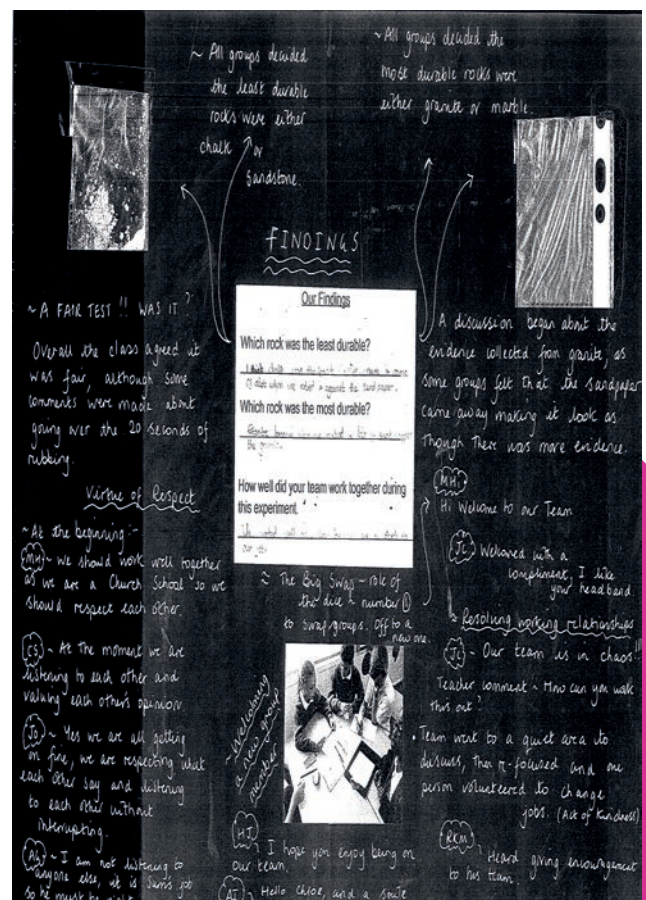 ~ All groups decided
the least durable
rocks were either
chalk or
sandstone.
~ All groups decided the
most durable rocks were
either granite or marble.
FINDINGS
~ A FAIR TEST !! WAS IT ?
Overall the class agreed it
was fair, although some
comments were made about
going over the 20 seconds of
rubbing.
Virtue of Respect
~ At the beginning:-
MH ~ we should work well together
as we are a Church School so we
should respect each other.
CS ~ At the moment we are
listening to each other and
valuing each others opinion.
Jo ~ Yes we are all getting
on fine, we are respecting what
each other say and listening
to each other without
interrupting.
AG ~ I am not listening to
anyone else, it is Sam's job
so he must be right
Our Findings
Which rock was the least durable?
Which rock was the most durable?
How well did your team work together during
this experiment.
~ The Big Swap – role of
the dice ~ number ①
to swap groups. Off to a
new one.
Welcoming
a new group
member
HJ
I hope you enjoy being on
our team.
AI Hello Chloe, and a smile
A discussion began about the
evidence collected from granite, as
some groups felt that the sandpaper
came away making it look as
though there was more evidence.
MH
Hi Welcome to our Team
Jc Welcomed with a
compliment, I like
your headband.
~ Resolving working relationships
JG – Our team is in chaos!!!
Teacher comment ~ How can you work
this out?
Team went to a quiet area to
discuss, then re-focused and one
person volunteered to change
jobs. (Act of kindness)
RKM ~ Heard giving encouragement
to his team.